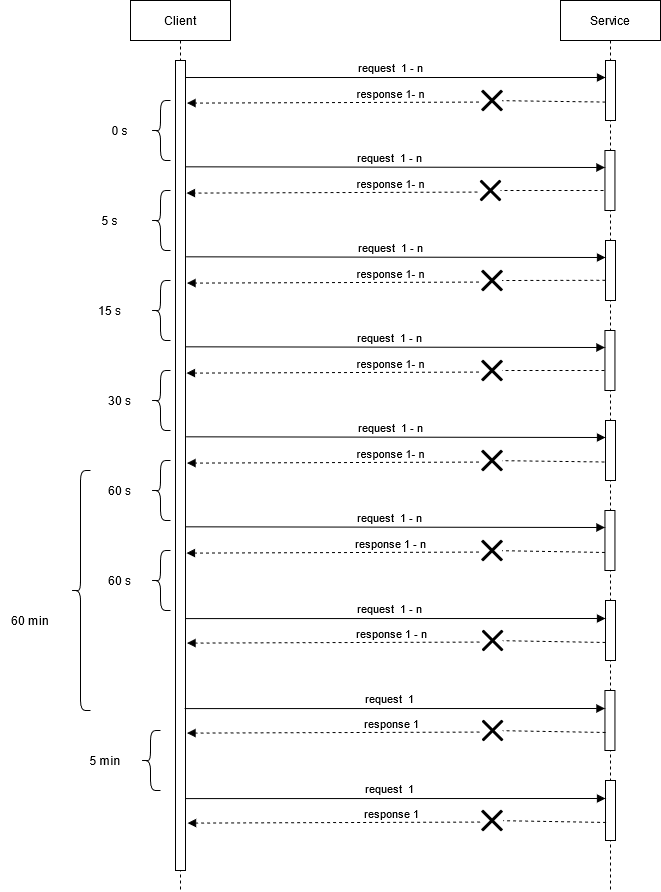 Client
Service
request 1 - n
response 1- n
0 s
request 1 - n
response 1- n
5 s
request 1 - n
response 1- n
15 s
request 1 - n
response 1- n
30 s
request 1 - n
response 1- n
60 s
request 1 - n
response 1 - n
60 s
request 1 - n
60 min
response 1 - n
request 1
response 1
5 min
request 1
response 1